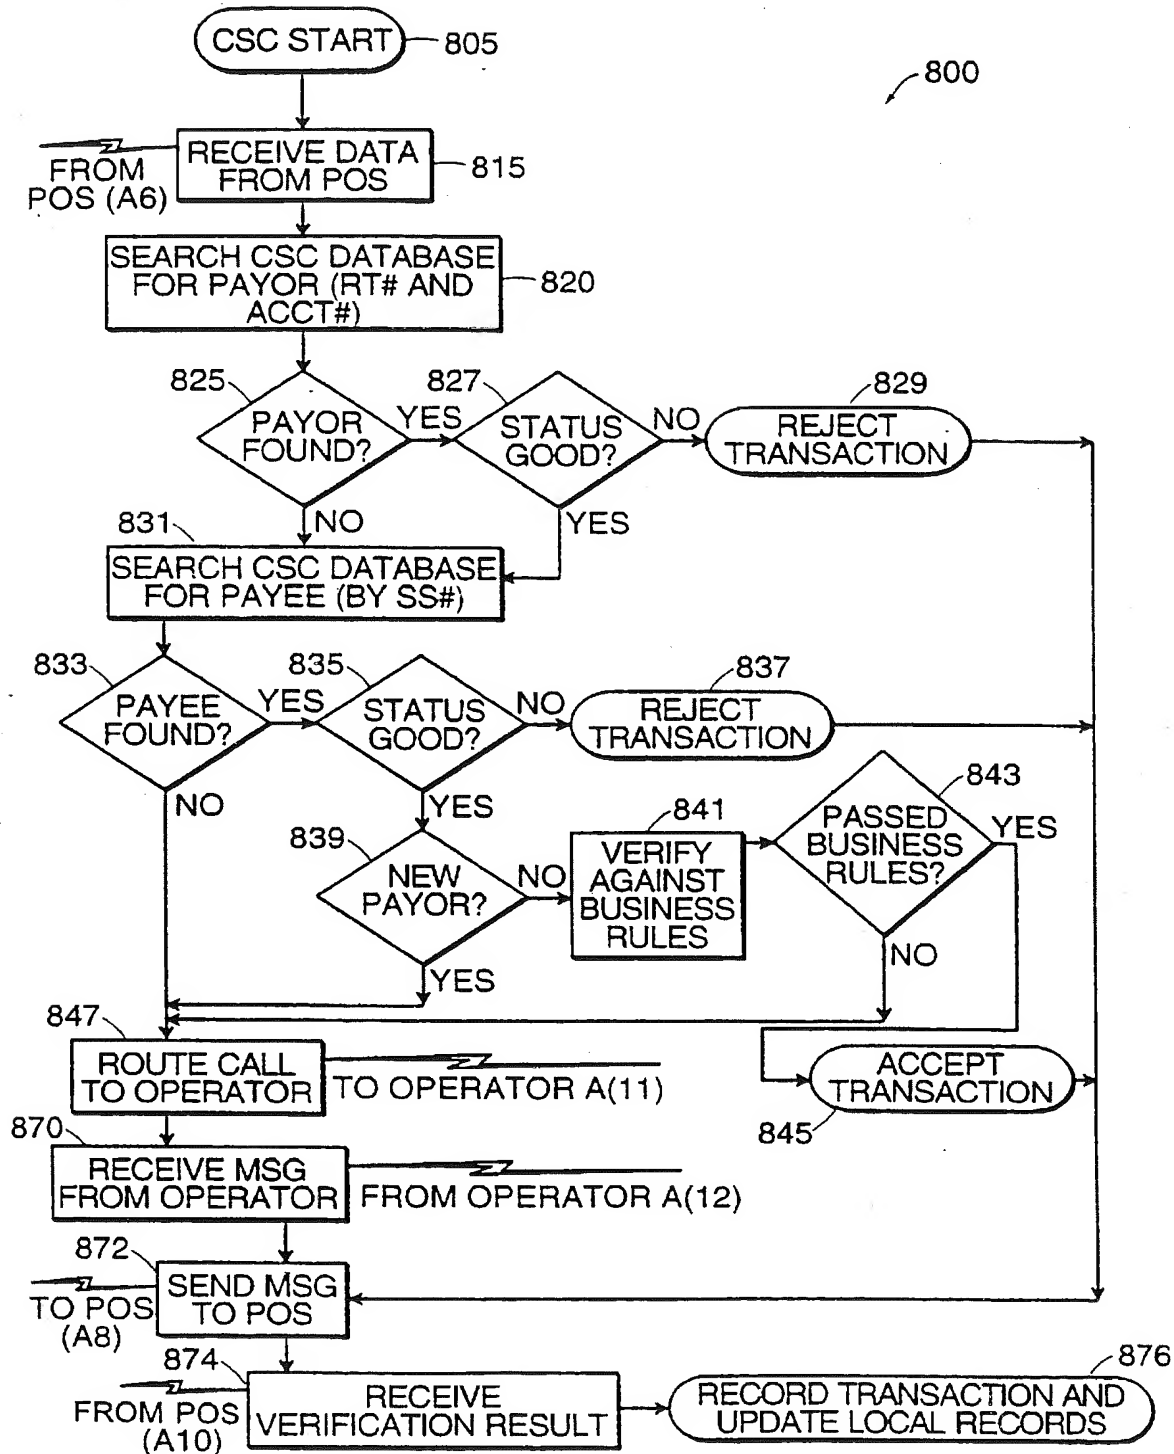 CSC START
805
800
RECEIVE DATA
FROM POS
815
FROM
POS (A6)
SEARCH CSC DATABASE
FOR PAYOR (RT# AND
ACCT#)
820
825
PAYOR
FOUND?
YES
NO
827
STATUS
GOOD?
NO
YES
829
REJECT
TRANSACTION
831
SEARCH CSC DATABASE
FOR PAYEE (BY SS#)
833
PAYEE
FOUND?
YES
NO
835
STATUS
GOOD?
NO
YES
837
REJECT
TRANSACTION
839
NEW
PAYOR?
NO
YES
841
VERIFY
AGAINST
BUSINESS
RULES
843
PASSED
BUSINESS
RULES?
YES
NO
845
ACCEPT
TRANSACTION
847
ROUTE CALL
TO OPERATOR
TO OPERATOR A(11)
870
RECEIVE MSG
FROM OPERATOR
FROM OPERATOR A(12)
872
SEND MSG
TO POS
TO POS
(A8)
874
RECEIVE
VERIFICATION RESULT
FROM POS
(A10)
876
RECORD TRANSACTION AND
UPDATE LOCAL RECORDS